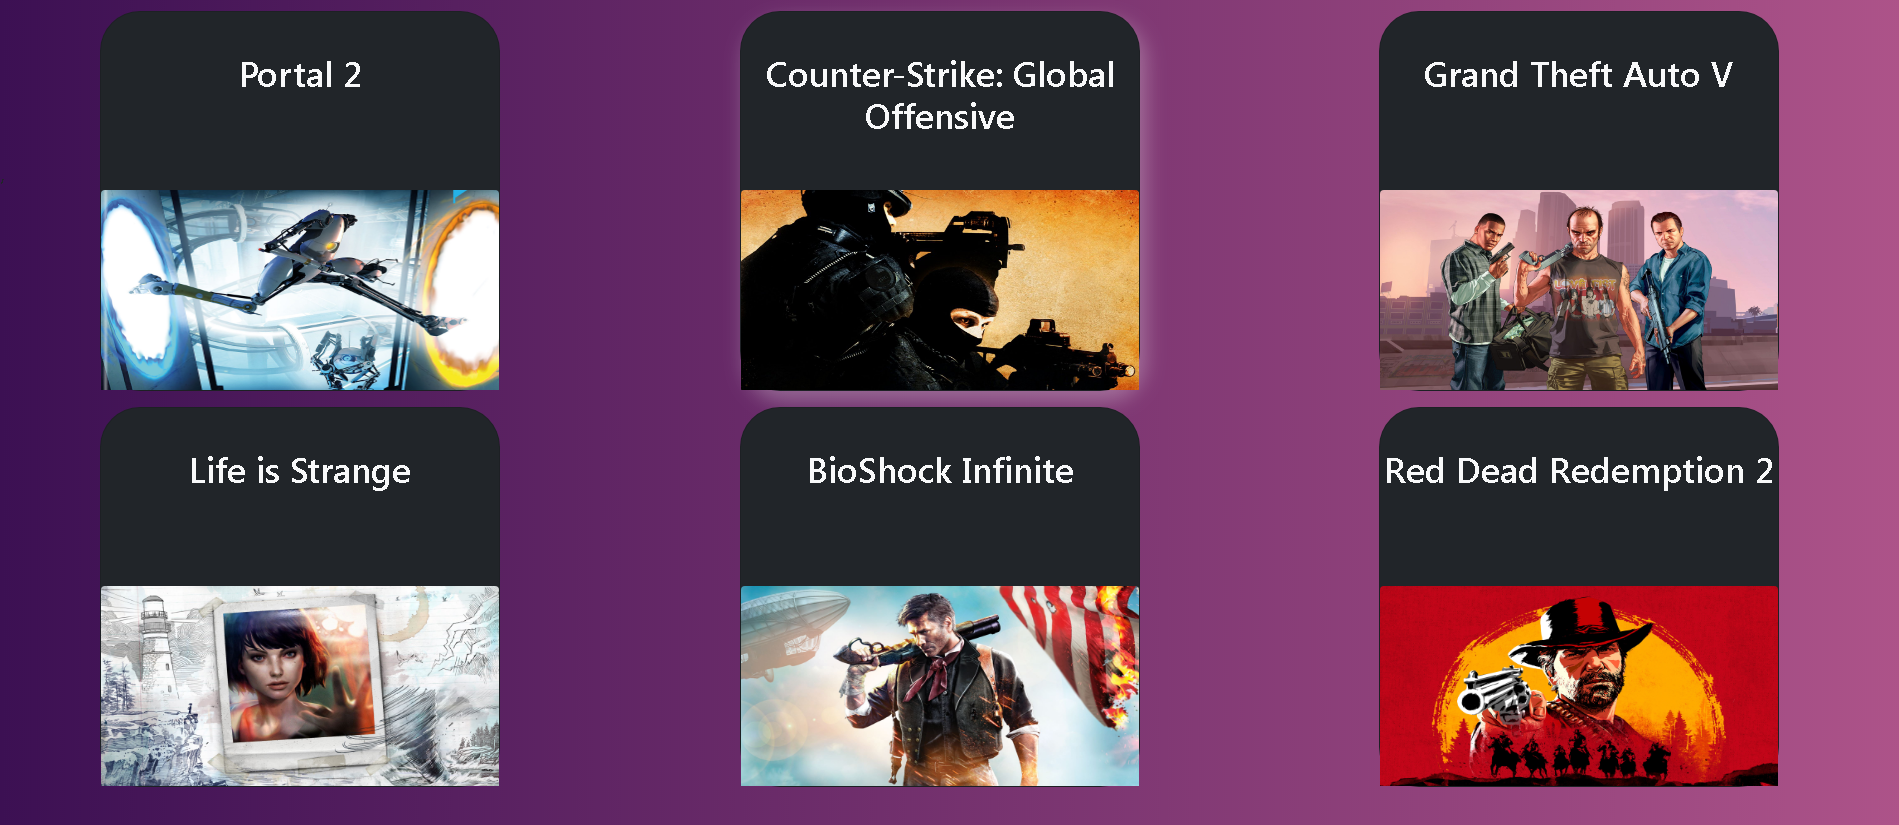 Portal 2
Counter-Strike: Global
Offensive
Grand Theft Auto V
Life is Strange
BioShock Infinite
Red Dead Redemption 2